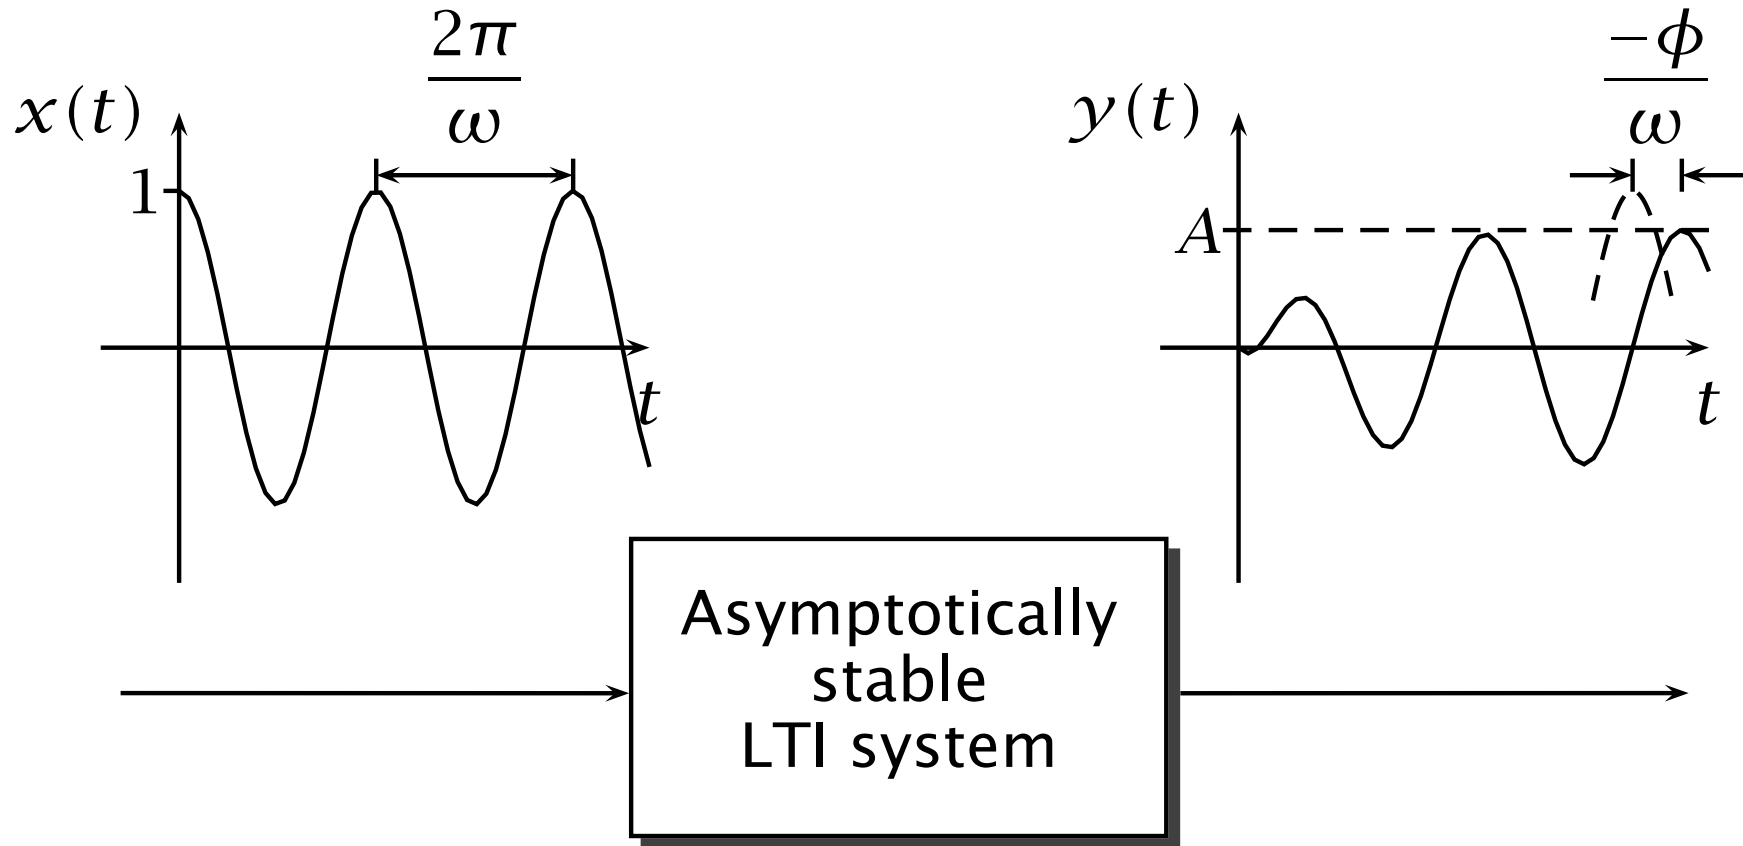 x(t)
1
2π
ω
t
y(t)
A
−ϕ
ω
t
Asymptotically
stable
LTI system